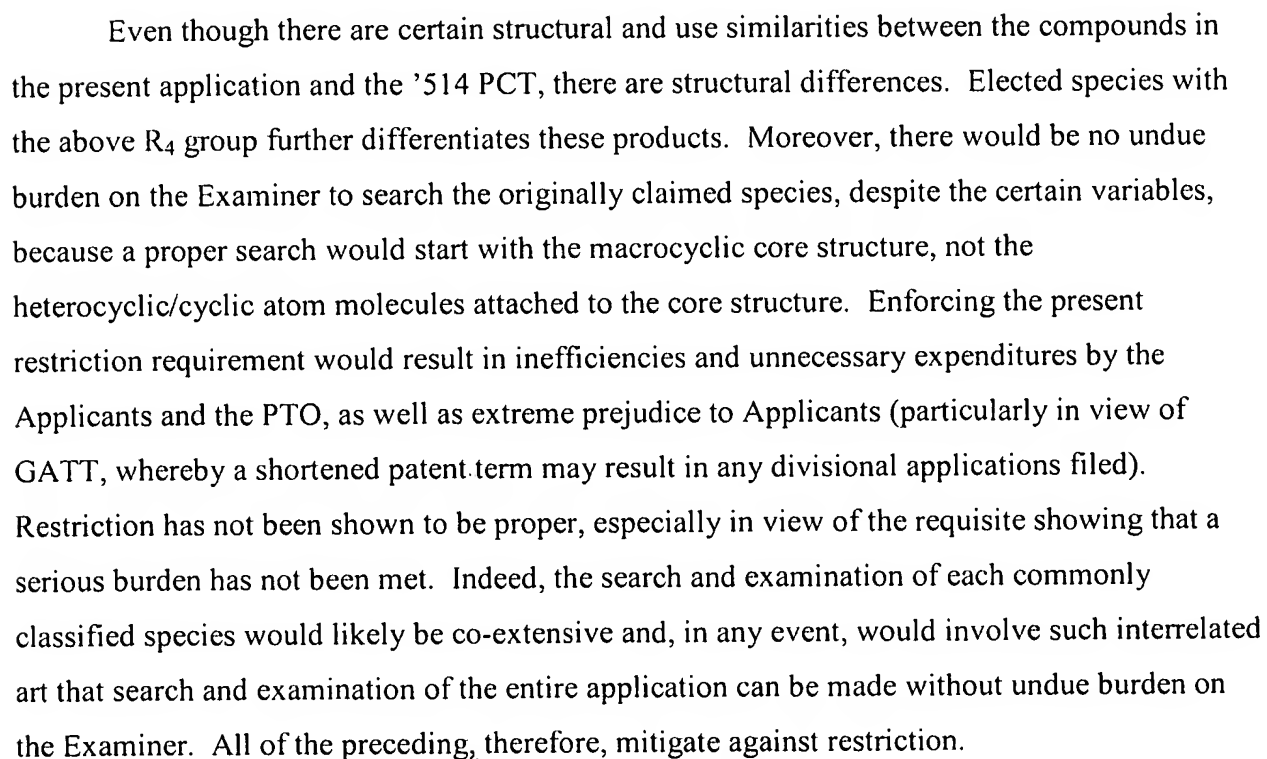 Even though there are certain structural and use similarities between the compounds in
the present application and the ’514 PCT, there are structural differences. Elected species with
the above R₄ group further differentiates these products. Moreover, there would be no undue
burden on the Examiner to search the originally claimed species, despite the certain variables,
because a proper search would start with the macrocyclic core structure, not the
heterocyclic/cyclic atom molecules attached to the core structure. Enforcing the present
restriction requirement would result in inefficiencies and unnecessary expenditures by the
Applicants and the PTO, as well as extreme prejudice to Applicants (particularly in view of
GATT, whereby a shortened patent term may result in any divisional applications filed).
Restriction has not been shown to be proper, especially in view of the requisite showing that a
serious burden has not been met. Indeed, the search and examination of each commonly
classified species would likely be co-extensive and, in any event, would involve such interrelated
art that search and examination of the entire application can be made without undue burden on
the Examiner. All of the preceding, therefore, mitigate against restriction.